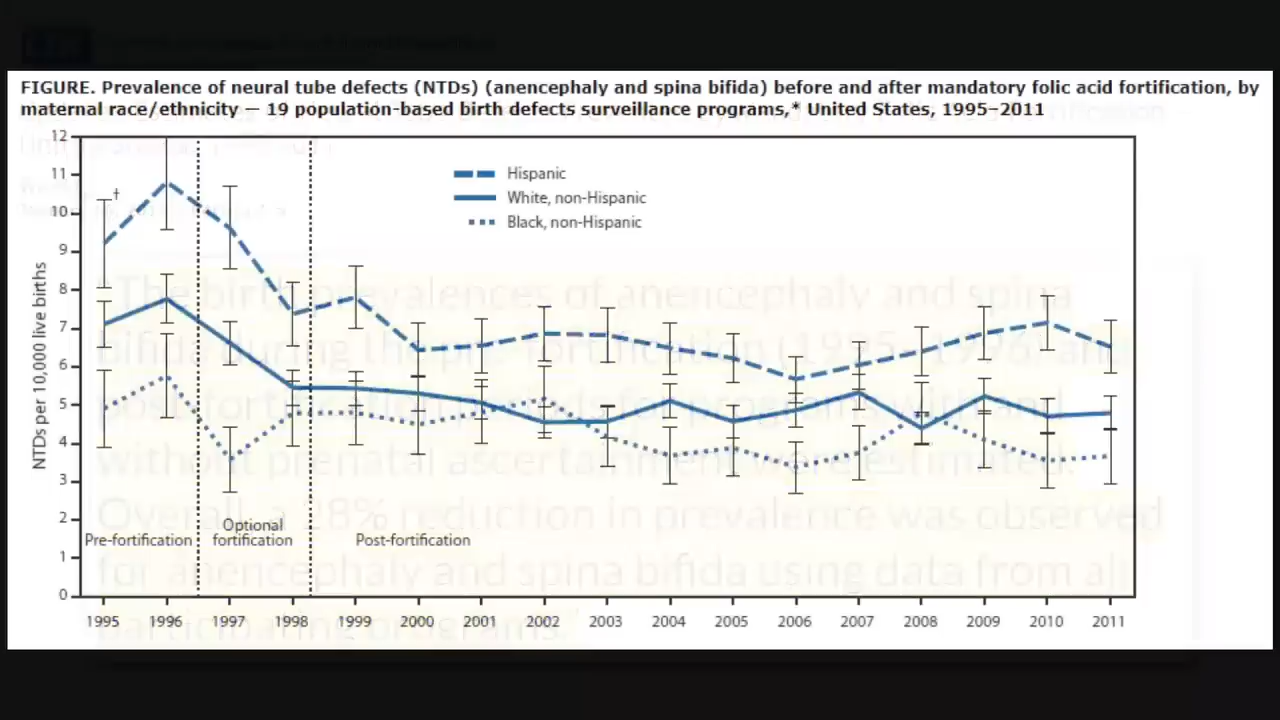 FIGURE. Prevalence of neural tube defects (NTDs) (anencephaly and spina bifida) before and after mandatory folic acid fortification, by
maternal race/ethnicity — 19 population-based birth defects surveillance programs,* United States, 1995–2011
12
11
10
9
8
7
6
5
4
3
2
1
0
NTDs per 10,000 live births
†
Hispanic
White, non-Hispanic
Black, non-Hispanic
Pre-fortification
Optional
fortification
Post-fortification
1995 1996 1997 1998 1999 2000 2001 2002 2003 2004 2005 2006 2007 2008 2009 2010 2011
"The birth prevalences of anencephaly and spina
bifida during the pre-fortification (1995–1996) and
post-fortification periods for programs with and
without prenatal ascertainment were estimated.
Overall, a 28% reduction in prevalence was observed
for anencephaly and spina bifida using data from all
participating programs."